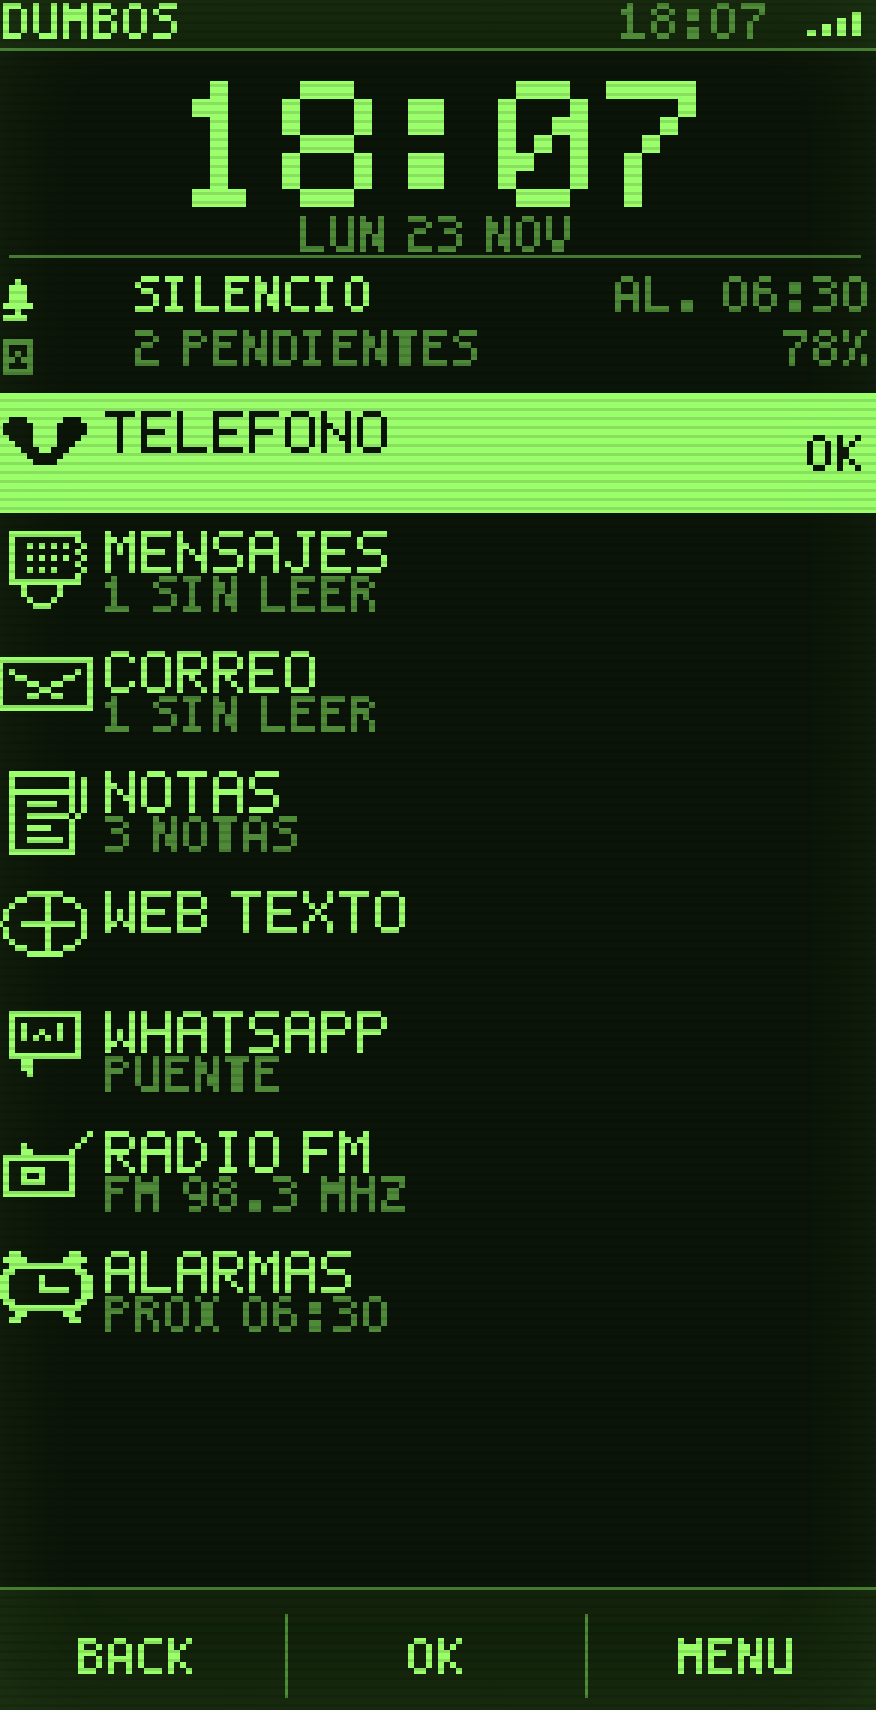 DUMBOS 18:07
18:07
LUN 23 NOV
SILENCIO AL. 06:30
2 PENDIENTES 78%
TELEFONO OK
MENSAJES
1 SIN LEER
CORREO
1 SIN LEER
NOTAS
3 NOTAS
WEB TEXTO
WHATSAPP
PUENTE
RADIO FM
FM 98.3 MHZ
ALARMAS
PROX 06:30
BACK OK MENU